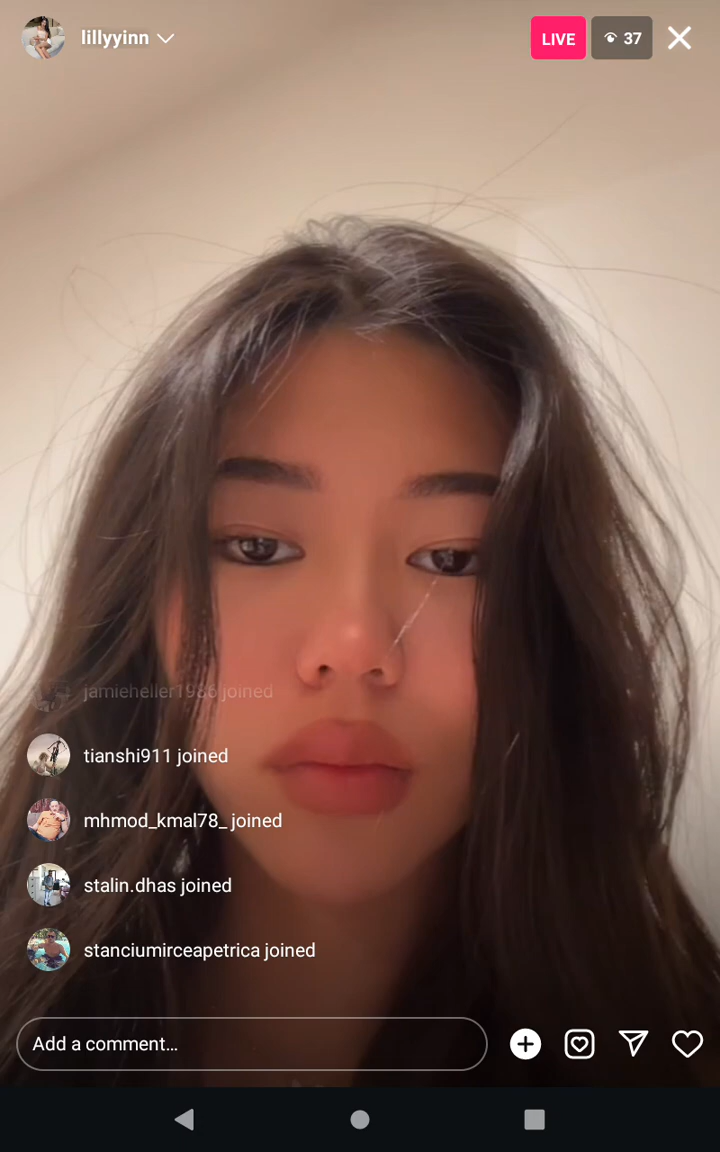 lillyyinn
LIVE
37
jamieheller1986 joined
tianshi911 joined
mhmod_kmal78_ joined
stalin.dhas joined
stanciumirceapetrica joined
Add a comment…